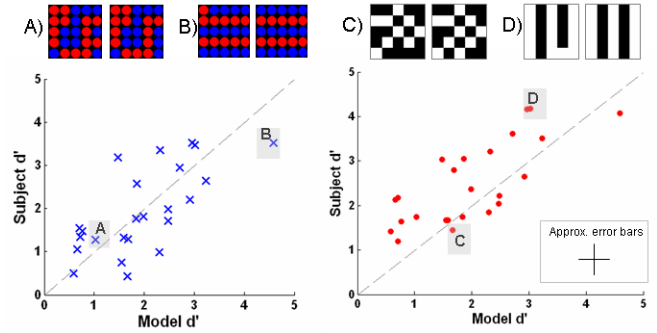 A) B) C) D)
5
4
3
2
1
0
Subject d'
A
B
0 1 2 3 4 5
Model d'
5
4
3
2
1
0
Subject d'
D
C
Approx. error bars
0 1 2 3 4 5
Model d'